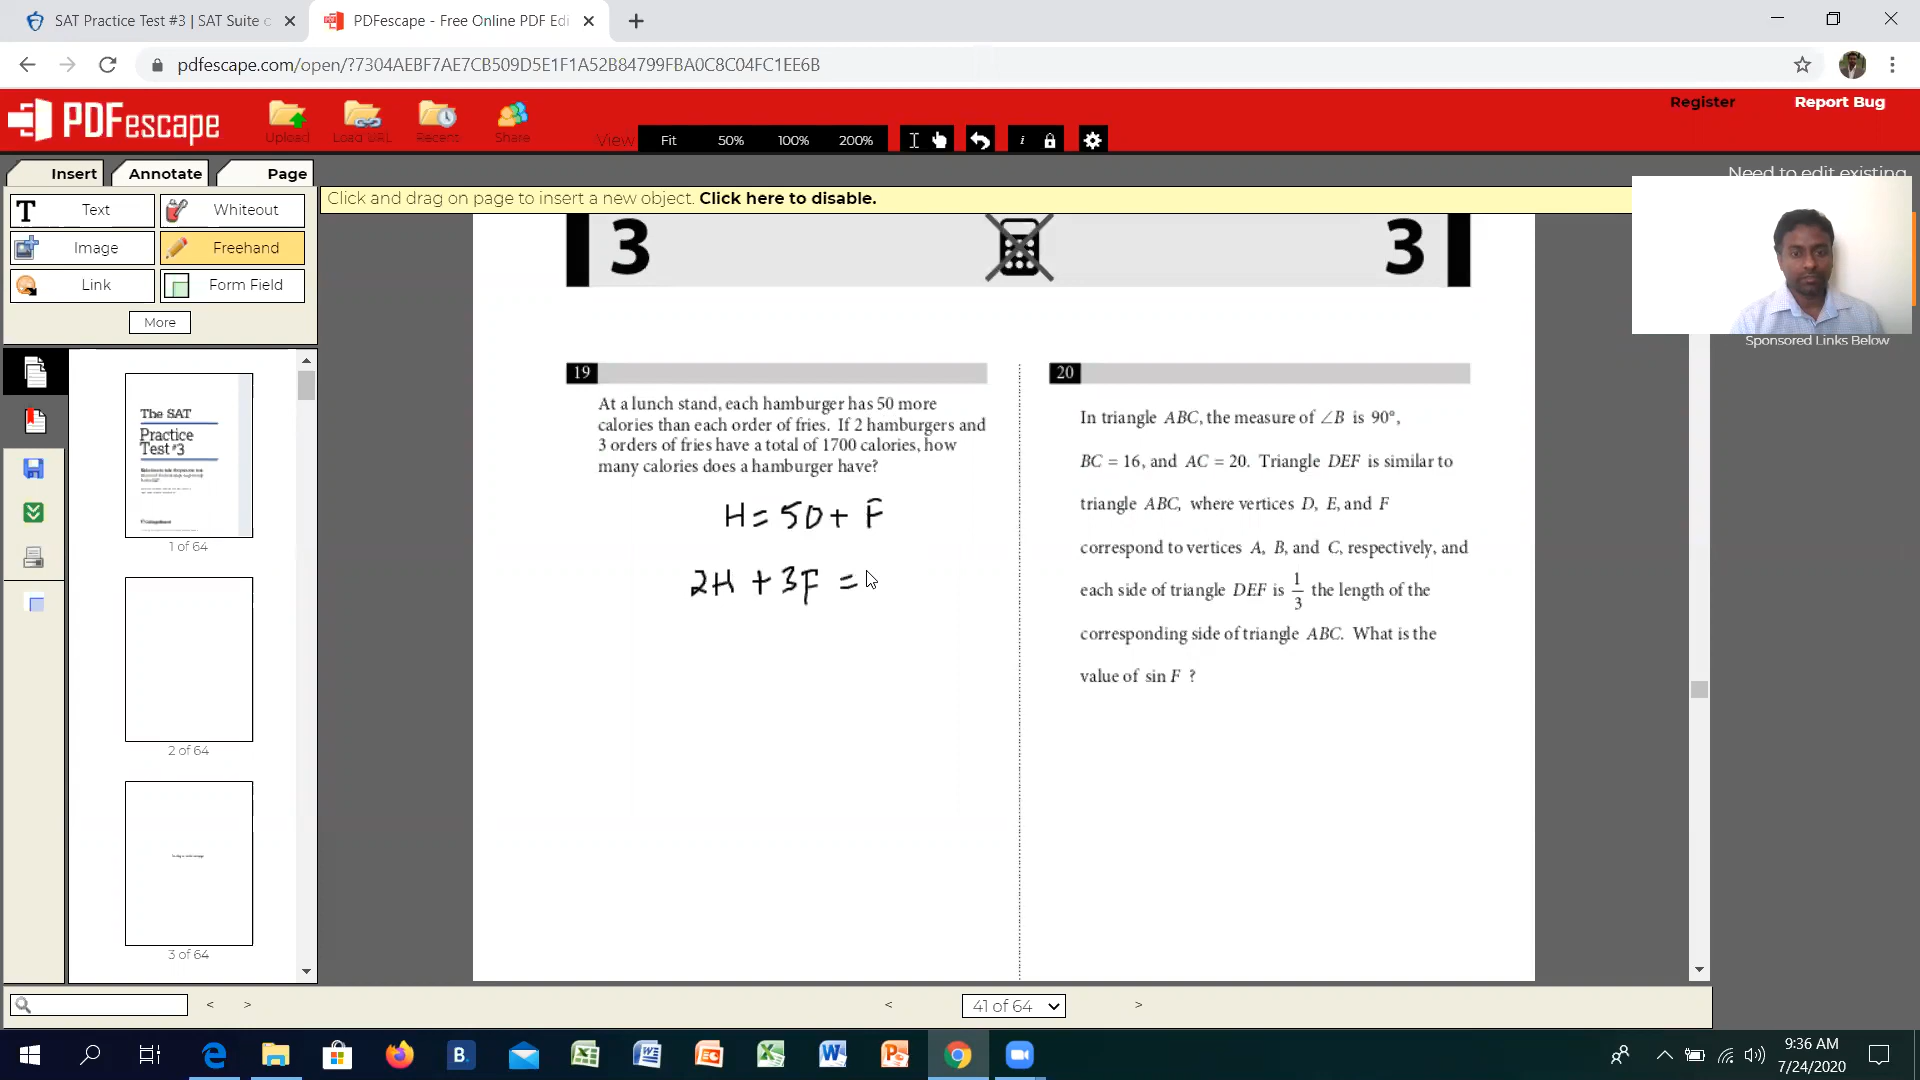 SAT Practice Test #3 | SAT Suite o
PDFescape - Free Online PDF Edi
pdfescape.com/open/?7304AEBF7AE7CB509D5E1F1A52B84799FBA0C8C04FC1EE6B
PDFescape
Upload
Load URL
Recent
Share
View
Fit
50%
100%
200%
Register
Report Bug
Insert
Annotate
Page
Need to edit existing
Click and drag on page to insert a new object. Click here to disable.
Text
Whiteout
Image
Freehand
Link
Form Field
More
Sponsored Links Below
The SAT
Practice
Test #3
1 of 64
2 of 64
3 of 64
3
3
19
At a lunch stand, each hamburger has 50 more
calories than each order of fries. If 2 hamburgers and
3 orders of fries have a total of 1700 calories, how
many calories does a hamburger have?
H = 50 + F
2H + 3F =
20
In triangle ABC, the measure of ∠B is 90°,
BC = 16, and AC = 20. Triangle DEF is similar to
triangle ABC, where vertices D, E, and F
correspond to vertices A, B, and C, respectively, and
each side of triangle DEF is 1/3 the length of the
corresponding side of triangle ABC. What is the
value of sin F ?
< >
<
41 of 64
>
9:36 AM
7/24/2020